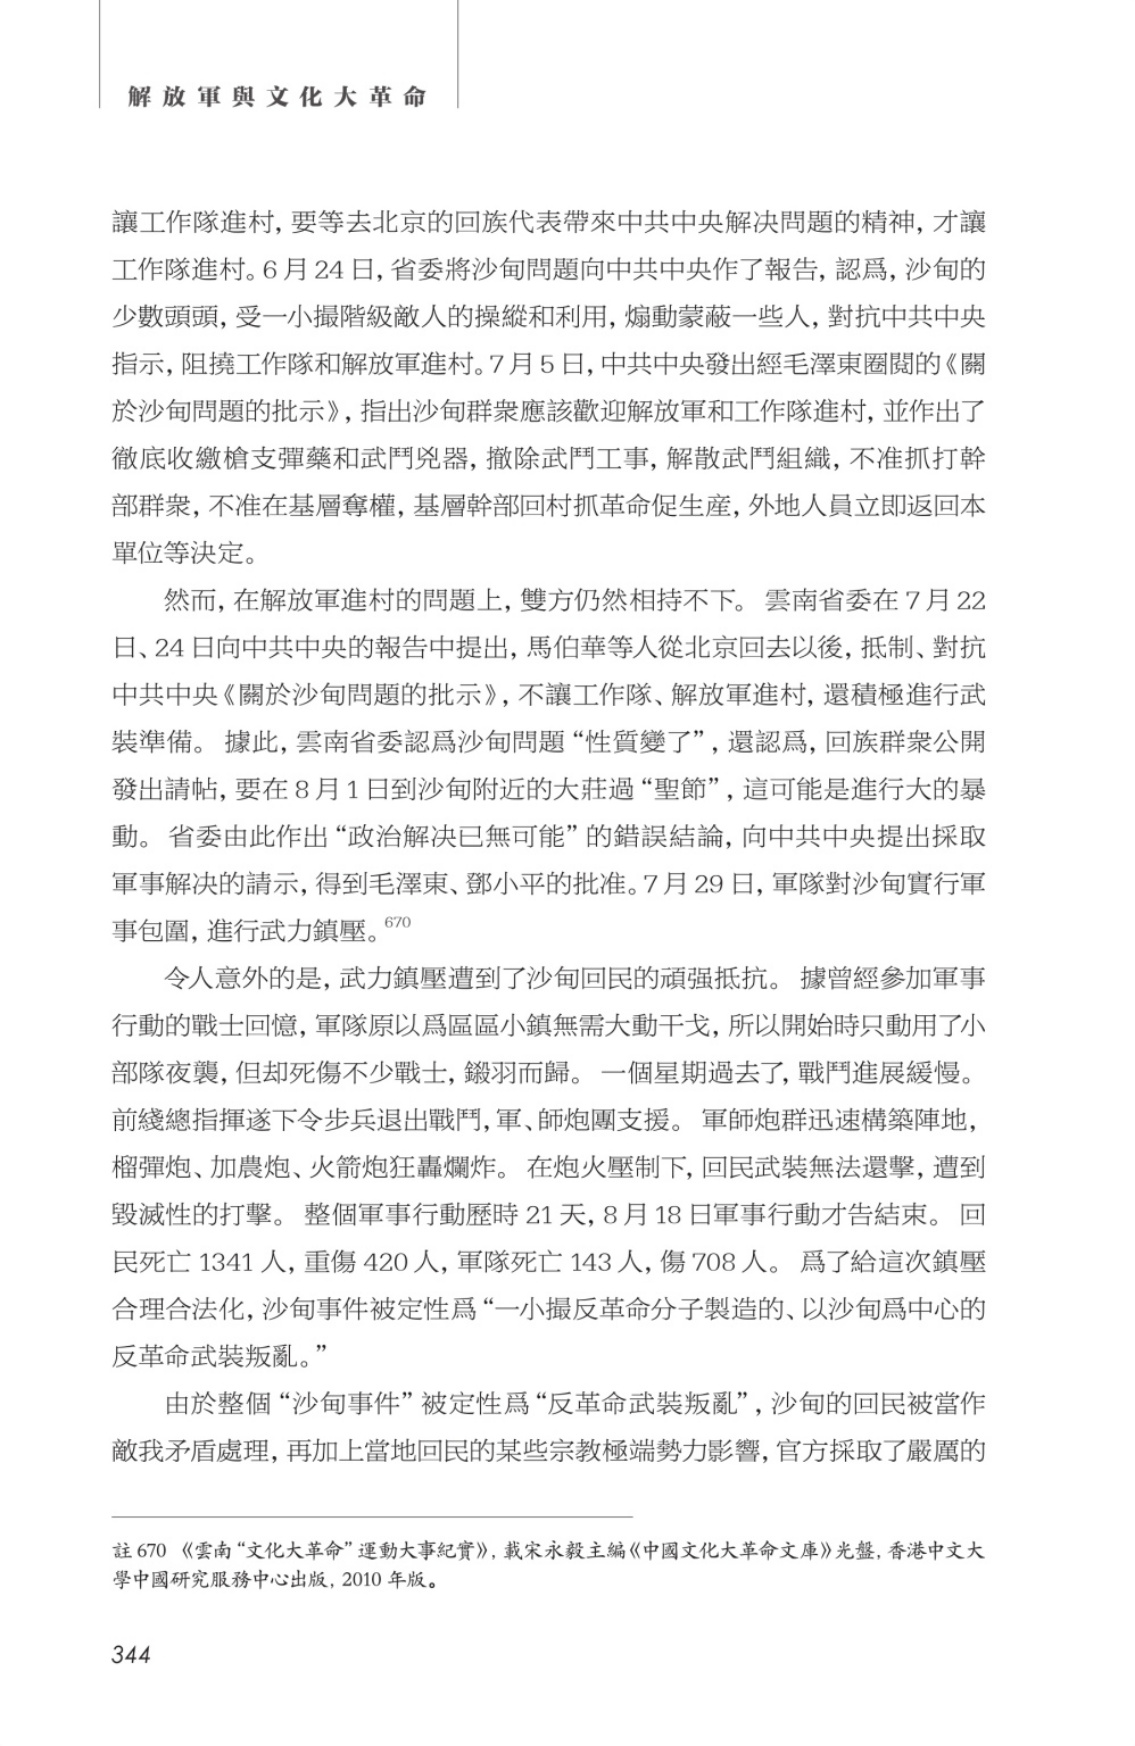 解放軍與文化大革命
讓工作隊進村，要等去北京的回族代表帶來中共中央解决問題的精神，才讓
工作隊進村。6月24日，省委將沙甸問題向中共中央作了報告，認爲，沙甸的
少數頭頭，受一小撮階級敵人的操縱和利用，煽動蒙蔽一些人，對抗中共中央
指示，阻撓工作隊和解放軍進村。7月5日，中共中央發出經毛澤東圈閱的《關
於沙甸問題的批示》，指出沙甸群衆應該歡迎解放軍和工作隊進村，並作出了
徹底收繳槍支彈藥和武鬥兇器，撤除武鬥工事，解散武鬥組織，不准抓打幹
部群衆，不准在基層奪權，基層幹部回村抓革命促生産，外地人員立即返回本
單位等決定。
然而，在解放軍進村的問題上，雙方仍然相持不下。雲南省委在7月22
日、24日向中共中央的報告中提出，馬伯華等人從北京回去以後，抵制、對抗
中共中央《關於沙甸問題的批示》，不讓工作隊、解放軍進村，還積極進行武
裝準備。據此，雲南省委認爲沙甸問題“性質變了”，還認爲，回族群衆公開
發出請帖，要在8月1日到沙甸附近的大莊過“聖節”，這可能是進行大的暴
動。省委由此作出“政治解决已無可能”的錯誤結論，向中共中央提出採取
軍事解决的請示，得到毛澤東、鄧小平的批准。7月29日，軍隊對沙甸實行軍
事包圍，進行武力鎮壓。670
令人意外的是，武力鎮壓遭到了沙甸回民的頑强抵抗。據曾經參加軍事
行動的戰士回憶，軍隊原以爲區區小鎮無需大動干戈，所以開始時只動用了小
部隊夜襲，但却死傷不少戰士，鎩羽而歸。一個星期過去了，戰鬥進展緩慢。
前綫總指揮遂下令步兵退出戰鬥，軍、師炮團支援。軍師炮群迅速構築陣地，
榴彈炮、加農炮、火箭炮狂轟爛炸。在炮火壓制下，回民武裝無法還擊，遭到
毀滅性的打擊。整個軍事行動歷時21天，8月18日軍事行動才告結束。回
民死亡1341人，重傷420人，軍隊死亡143人，傷708人。爲了給這次鎮壓
合理合法化，沙甸事件被定性爲“一小撮反革命分子製造的、以沙甸爲中心的
反革命武裝叛亂。”
由於整個“沙甸事件”被定性爲“反革命武裝叛亂”，沙甸的回民被當作
敵我矛盾處理，再加上當地回民的某些宗教極端勢力影響，官方採取了嚴厲的
註670《雲南“文化大革命”運動大事紀實》，載宋永毅主編《中國文化大革命文庫》光盤，香港中文大
學中國研究服務中心出版，2010年版。
344